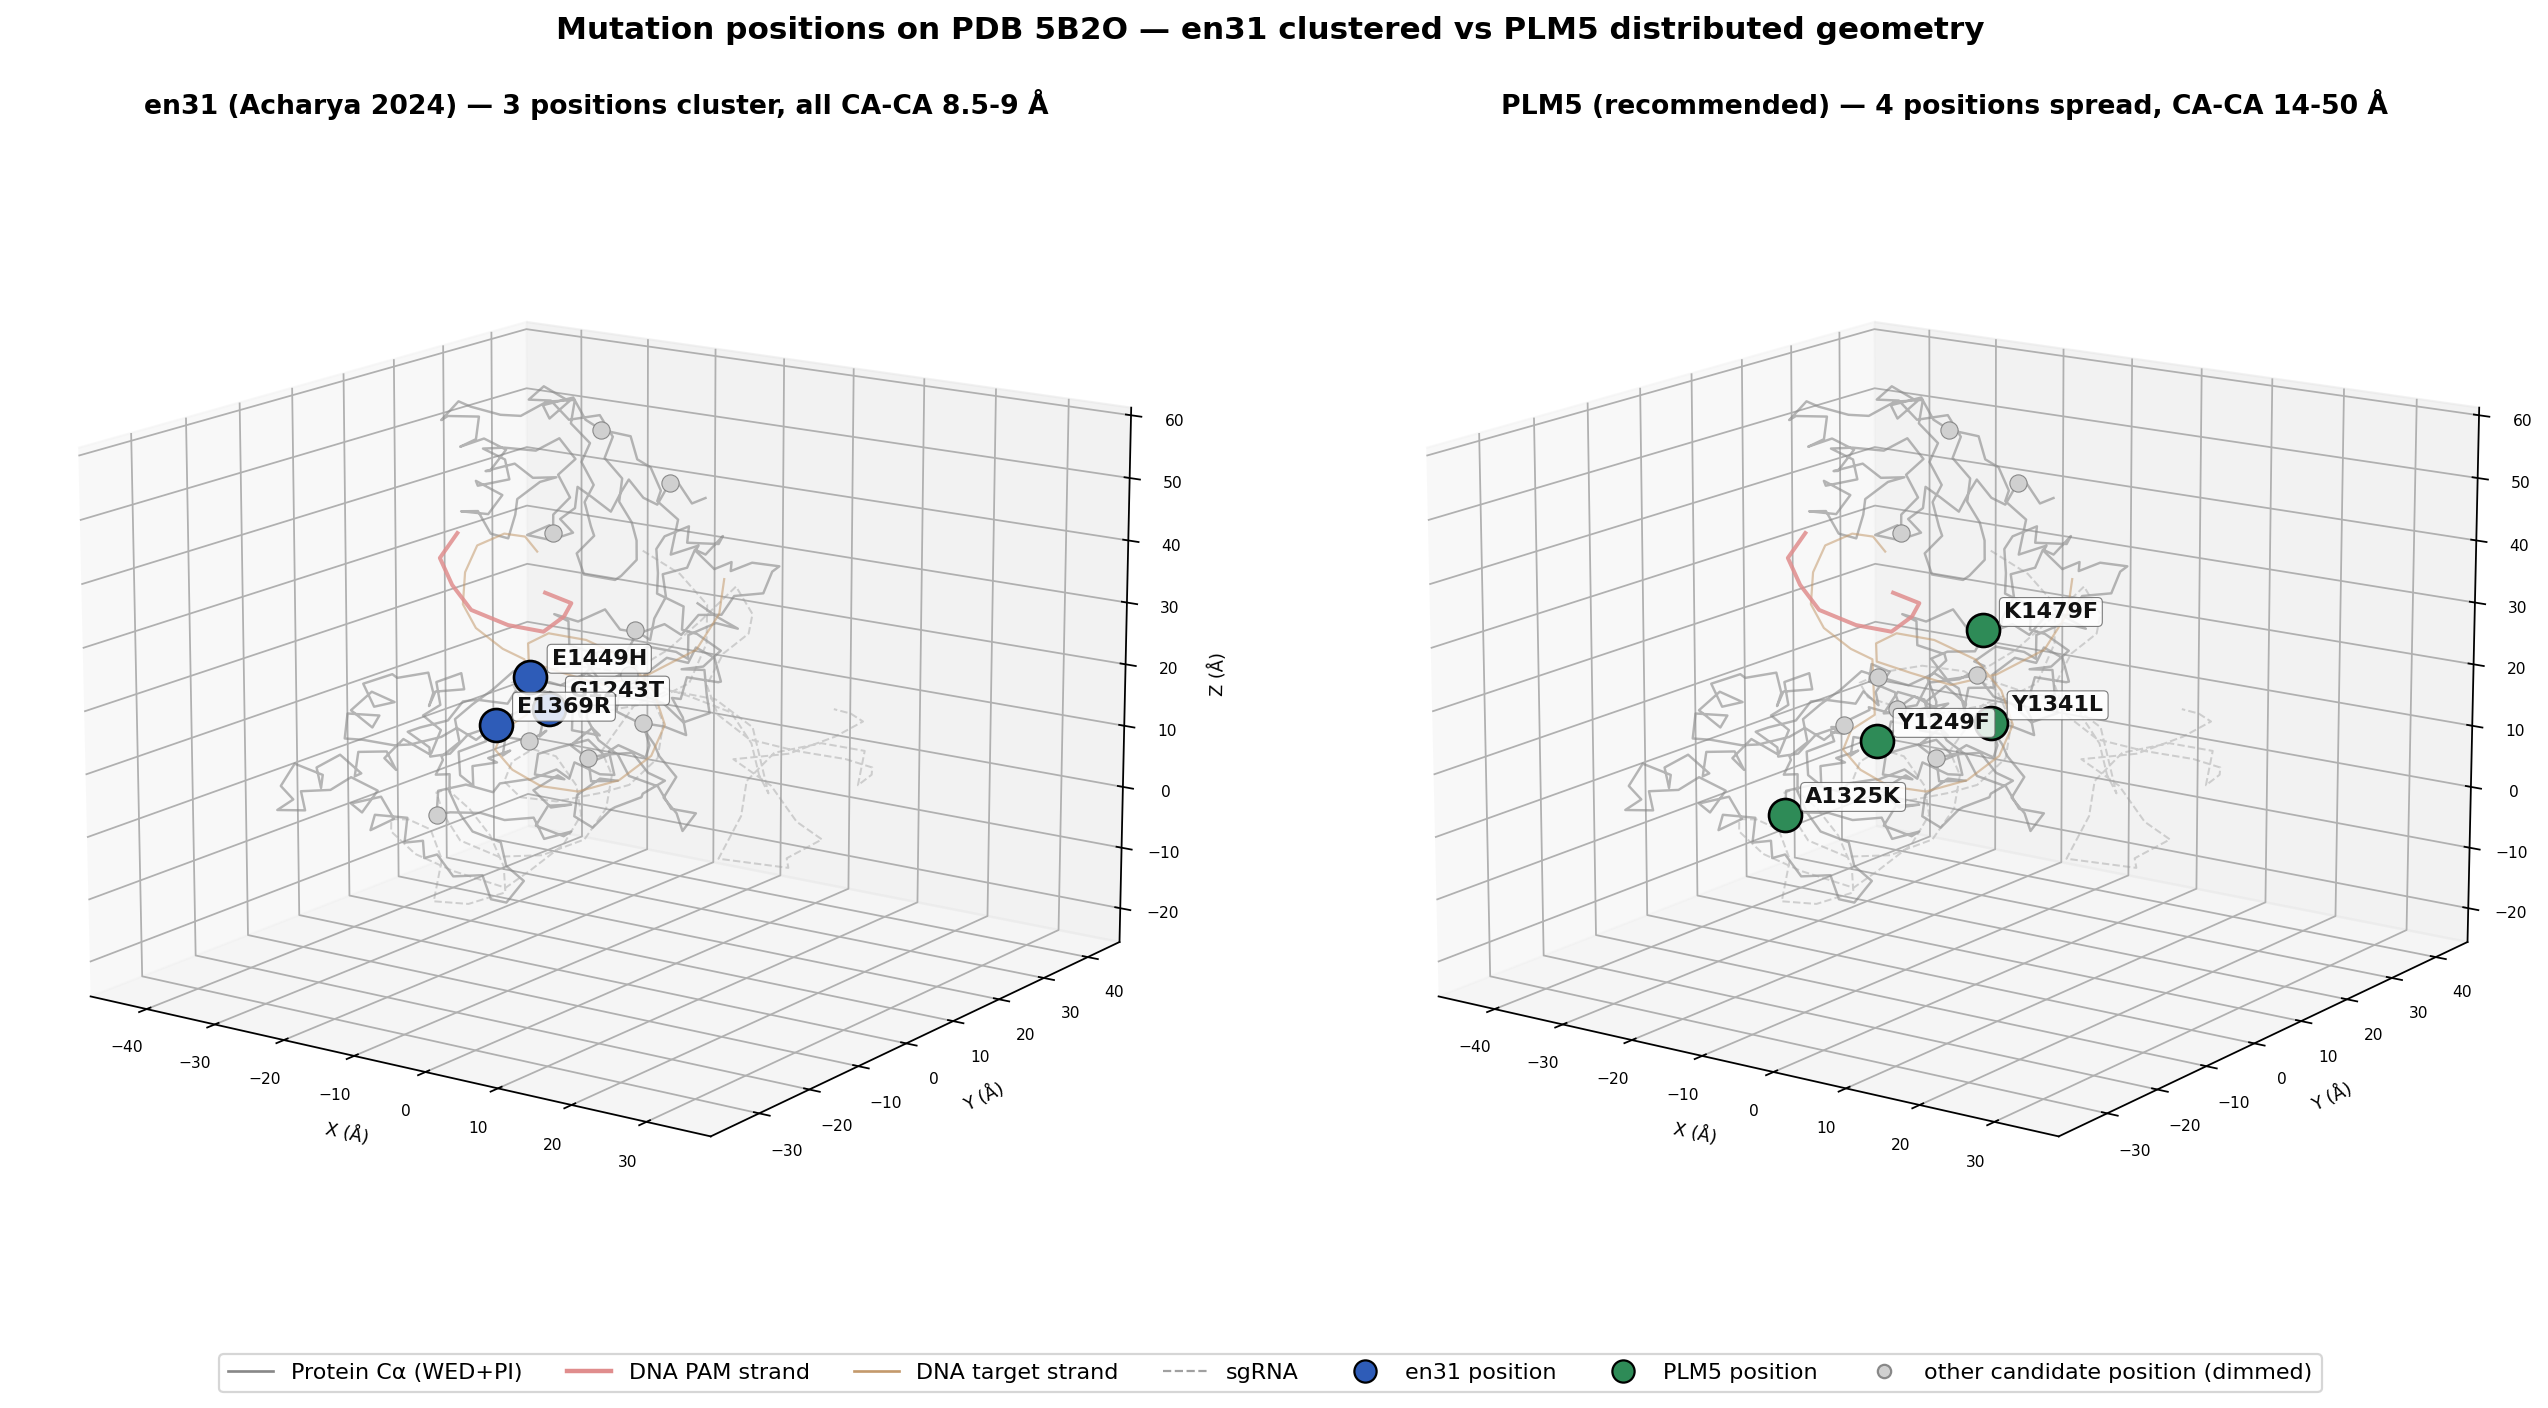 Mutation positions on PDB 5B2O — en31 clustered vs PLM5 distributed geometry
en31 (Acharya 2024) — 3 positions cluster, all CA-CA 8.5-9 Å
E1449H
G1243T
E1369R
60
50
40
30
20
10
0
−10
−20
Z (Å)
−40
−30
−20
−10
0
10
20
30
X (Å)
−30
−20
−10
0
10
20
30
40
Y (Å)
PLM5 (recommended) — 4 positions spread, CA-CA 14-50 Å
K1479F
Y1341L
Y1249F
A1325K
60
50
40
30
20
10
0
−10
−20
−40
−30
−20
−10
0
10
20
30
X (Å)
−30
−20
−10
0
10
20
30
40
Y (Å)
Protein Cα (WED+PI)
DNA PAM strand
DNA target strand
sgRNA
en31 position
PLM5 position
other candidate position (dimmed)